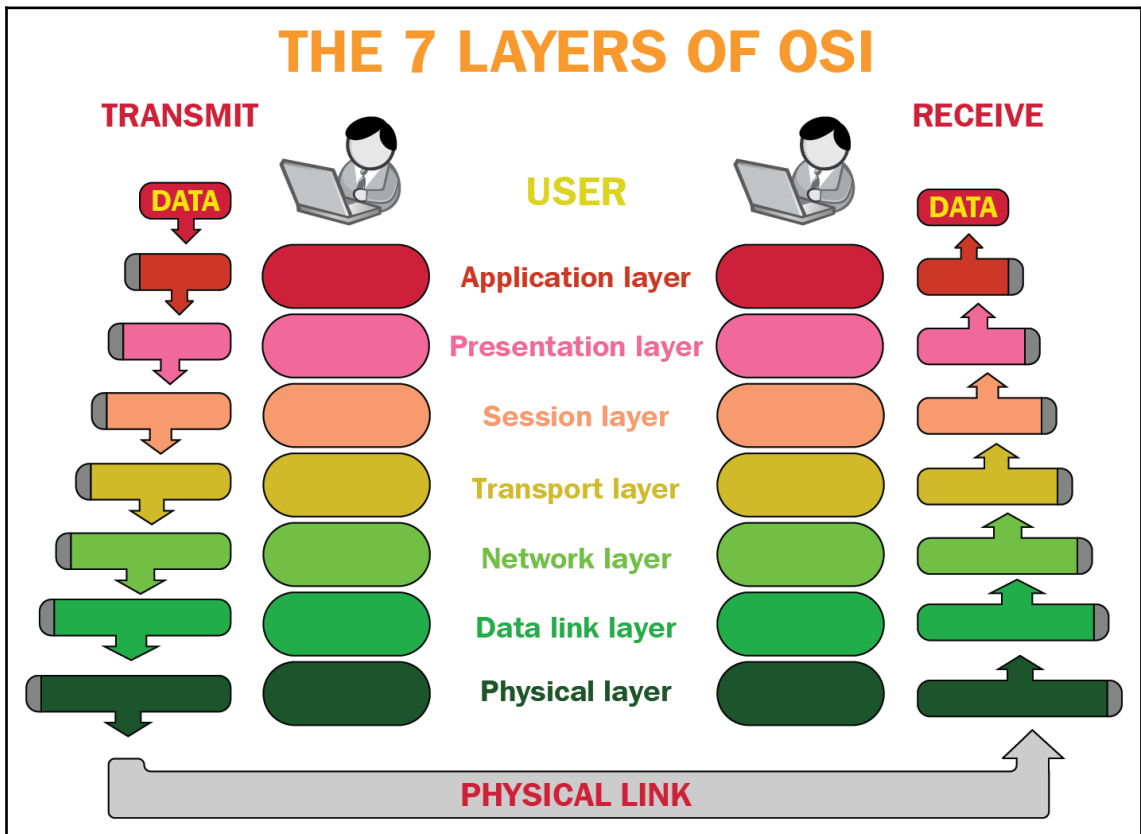 THE 7 LAYERS OF OSI
TRANSMIT
RECEIVE
DATA
USER
DATA
Application layer
Presentation layer
Session layer
Transport layer
Network layer
Data link layer
Physical layer
PHYSICAL LINK